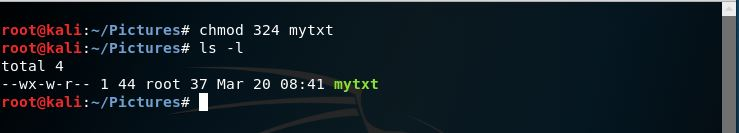 root@kali:~/Pictures# chmod 324 mytxt
root@kali:~/Pictures# ls -l
total 4
--wx-w-r-- 1 44 root 37 Mar 20 08:41 mytxt
root@kali:~/Pictures#